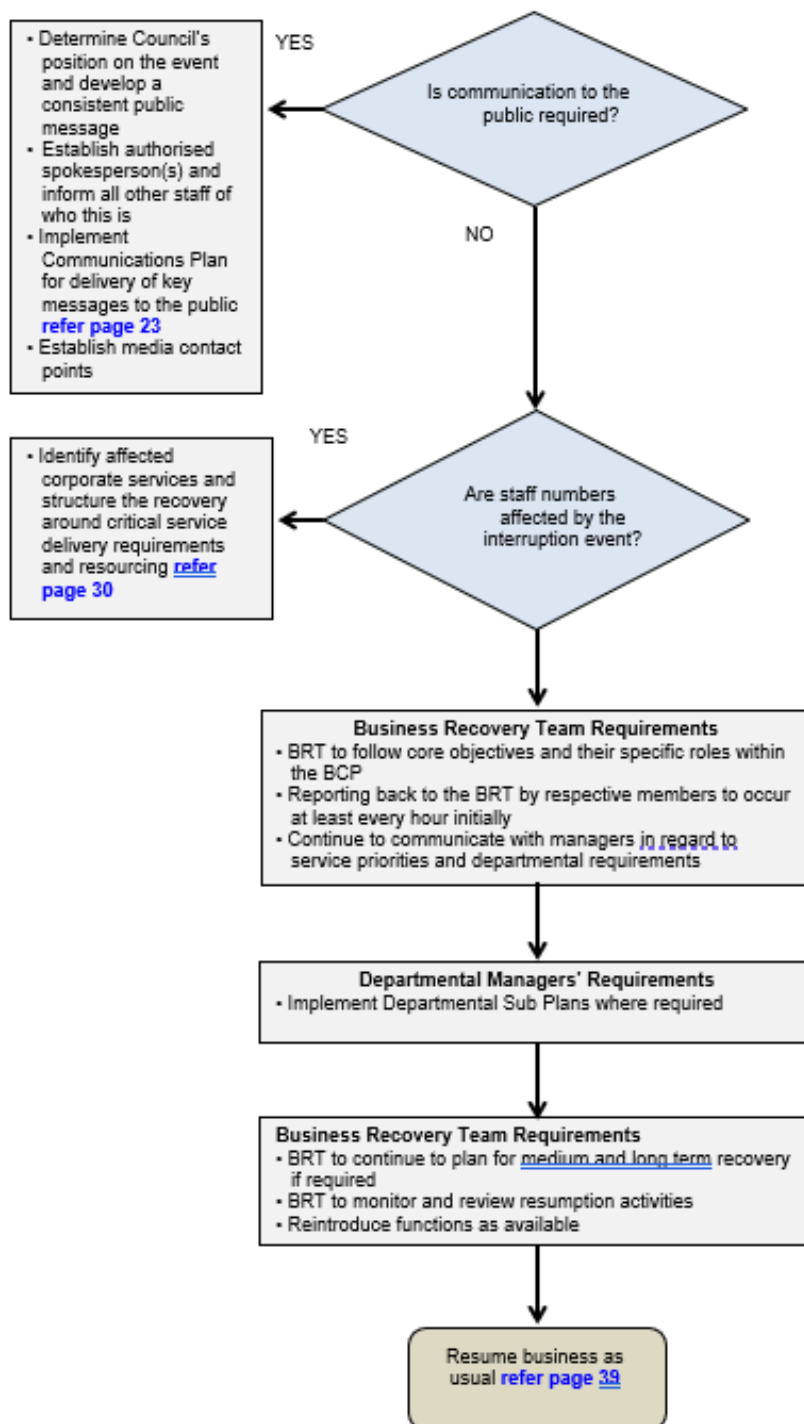 YES
Is communication to the
public required?
▪ Determine Council's
position on the event
and develop a
consistent public
message
▪ Establish authorised
spokesperson(s) and
inform all other staff of
who this is
▪ Implement
Communications Plan
for delivery of key
messages to the public
refer page 23
▪ Establish media contact
points
NO
YES
Are staff numbers
affected by the
interruption event?
▪ Identify affected
corporate services and
structure the recovery
around critical service
delivery requirements
and resourcing refer
page 30
Business Recovery Team Requirements
▪ BRT to follow core objectives and their specific roles within
the BCP
▪ Reporting back to the BRT by respective members to occur
at least every hour initially
▪ Continue to communicate with managers in regard to
service priorities and departmental requirements
Departmental Managers' Requirements
▪ Implement Departmental Sub Plans where required
Business Recovery Team Requirements
▪ BRT to continue to plan for medium and long term recovery
if required
▪ BRT to monitor and review resumption activities
▪ Reintroduce functions as available
Resume business as
usual refer page 39